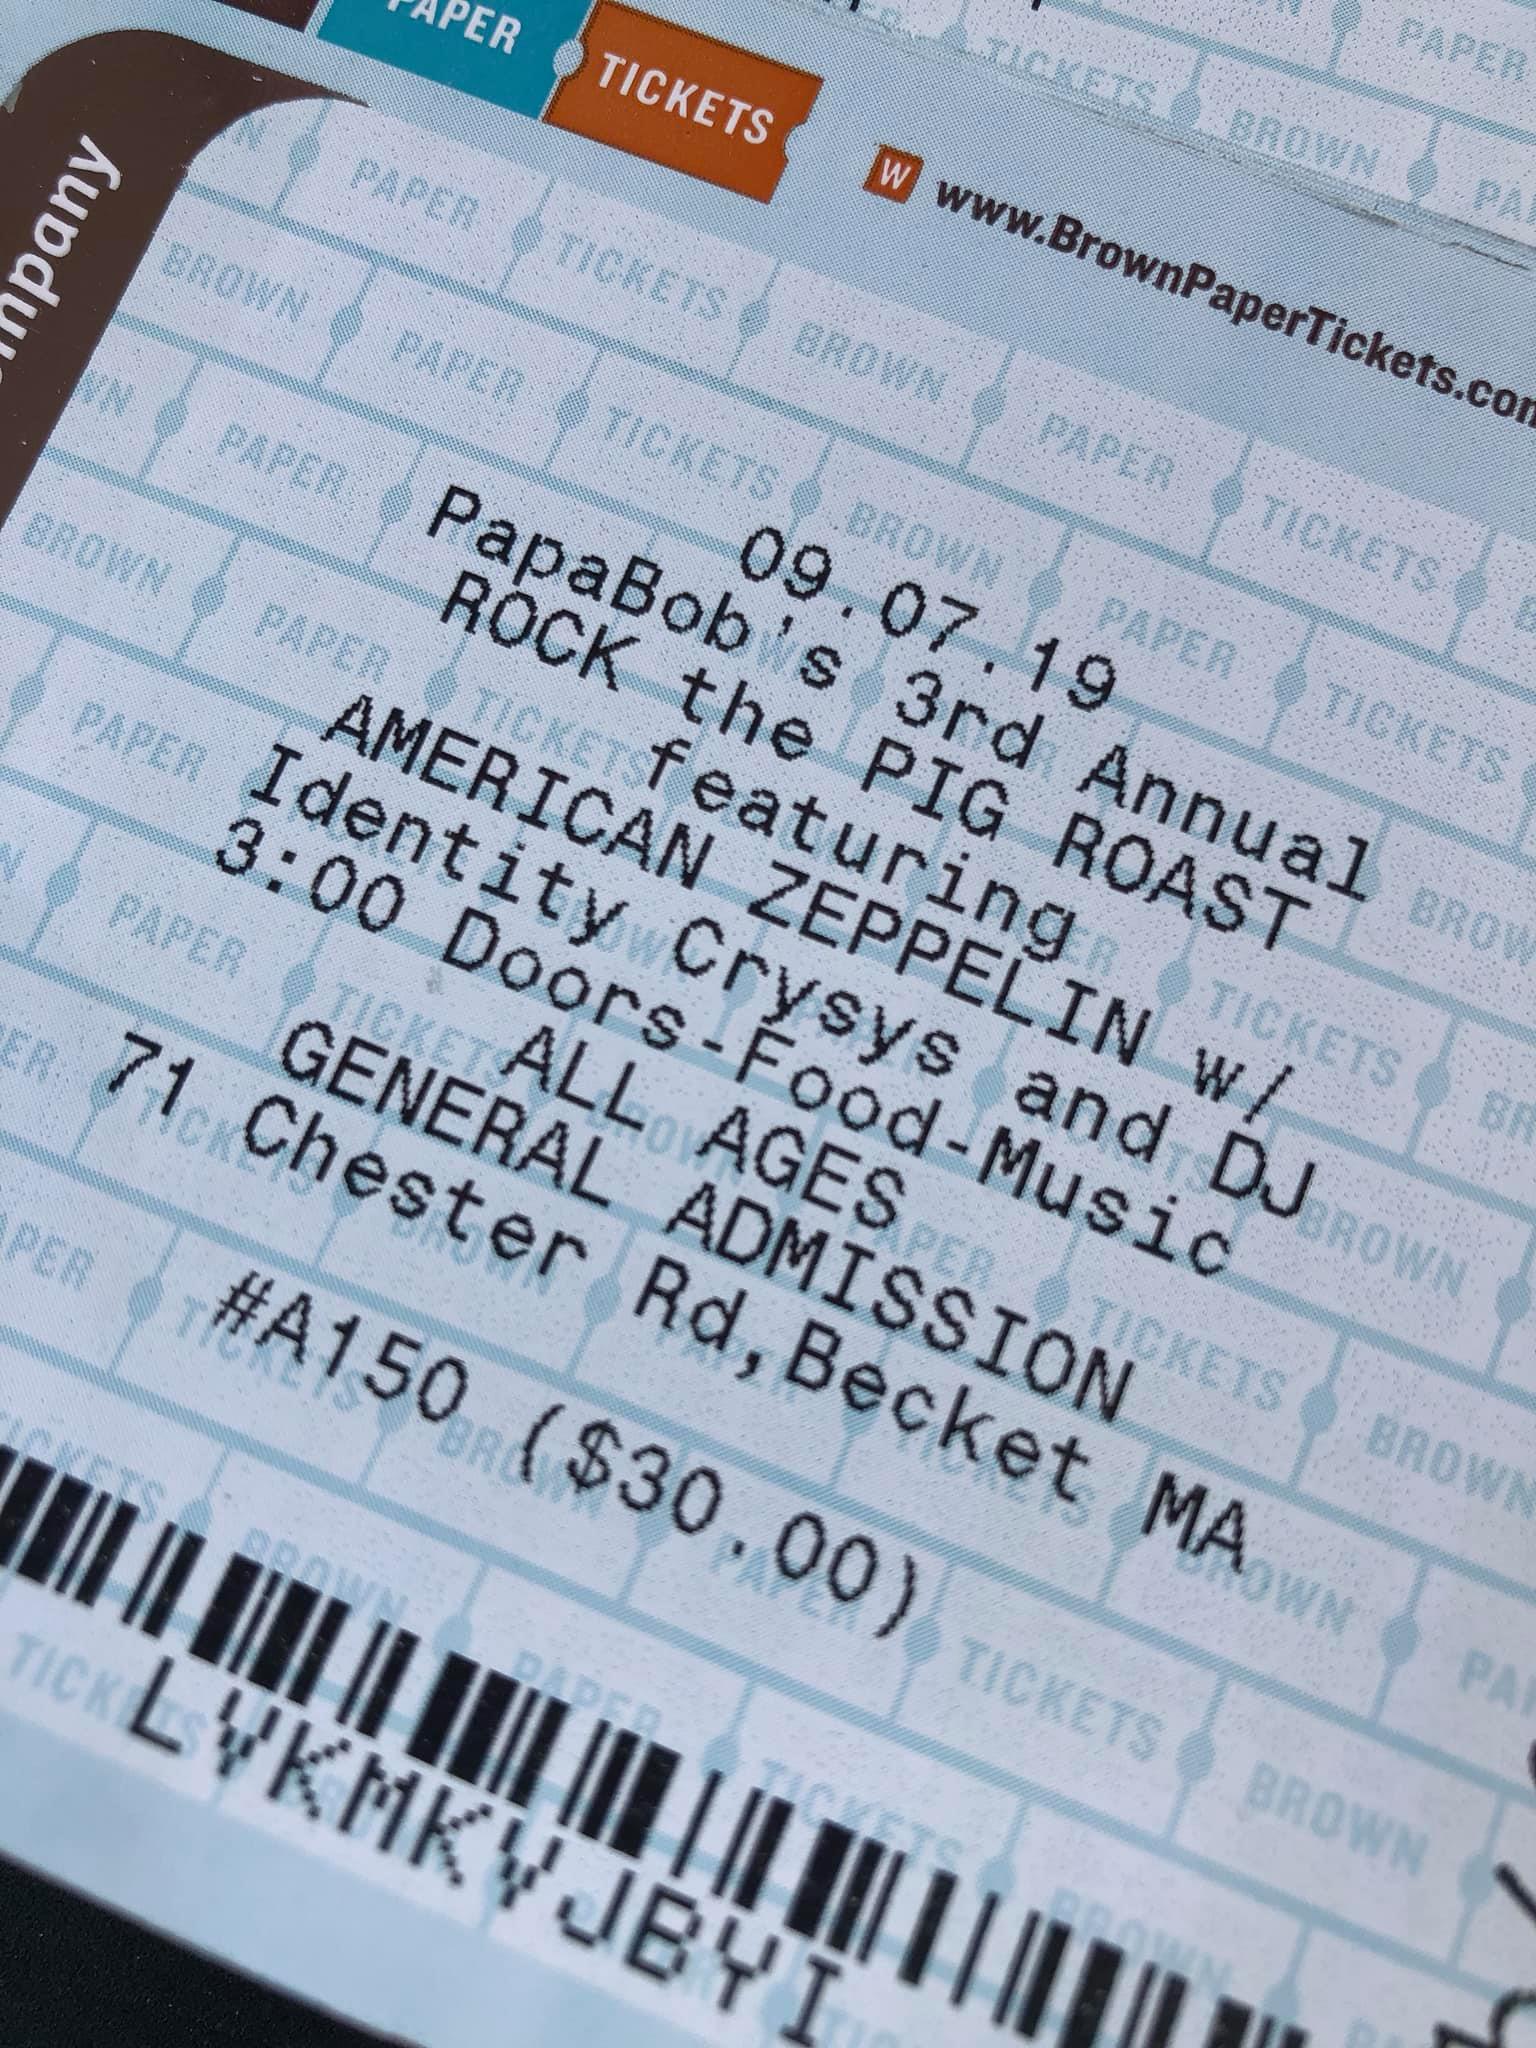 PAPER TICKETS
W www.BrownPaperTickets.com
mpany
09.07.19
PapaBob's 3rd Annual
ROCK the PIG ROAST
featuring
AMERICAN ZEPPELIN w/
Identity Crysys and DJ
3:00 Doors-Food-Music
ALL AGES
GENERAL ADMISSION
71 Chester Rd,Becket MA
#A150 ($30.00)
LVKMKVJBYI